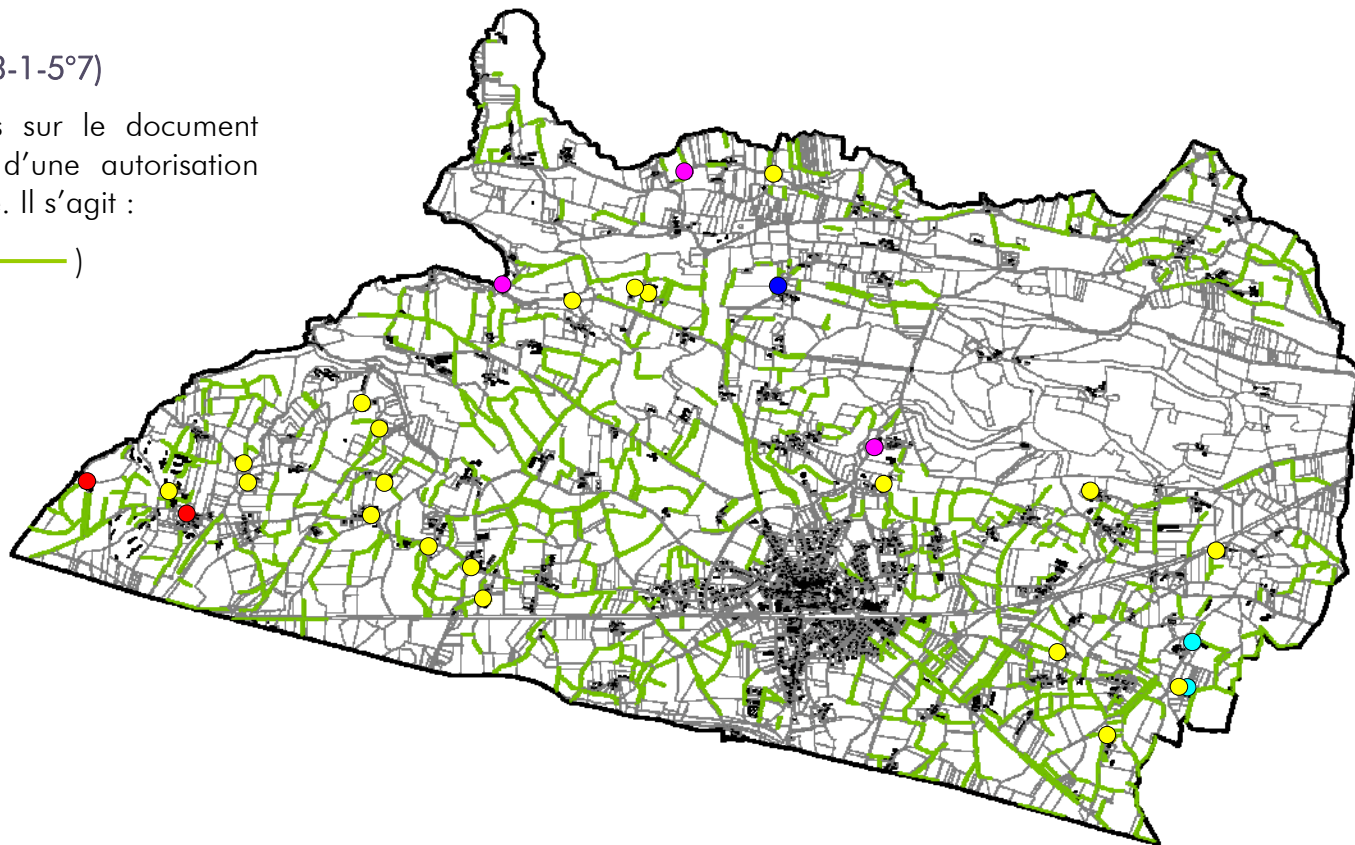 3-1-5°7)
sur le document
d’une autorisation
. Il s’agit :
)